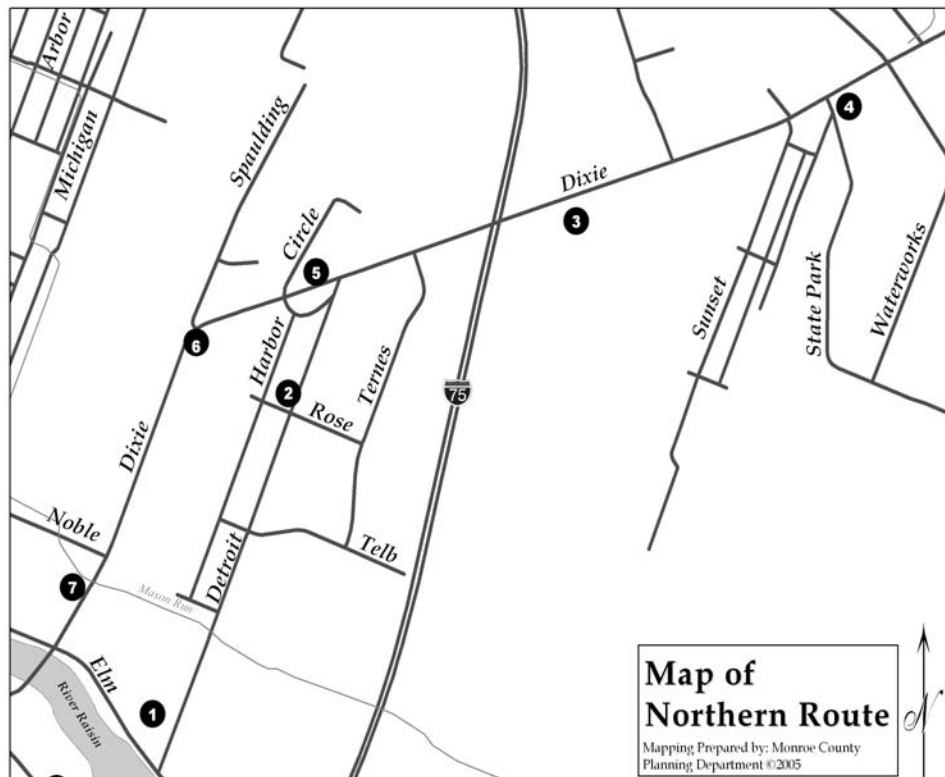 Arbor
Michigan
Spaulding
4
Dixie
3
Circle
5
6
Harbor
Ternes
Sunset
State Park
Waterworks
2
Rose
75
Dixie
Noble
Detroit
Telb
7
Mason Run
Elm
River Raisin
1
Map of
Northern Route
Mapping Prepared by: Monroe County
Planning Department ©2005
N